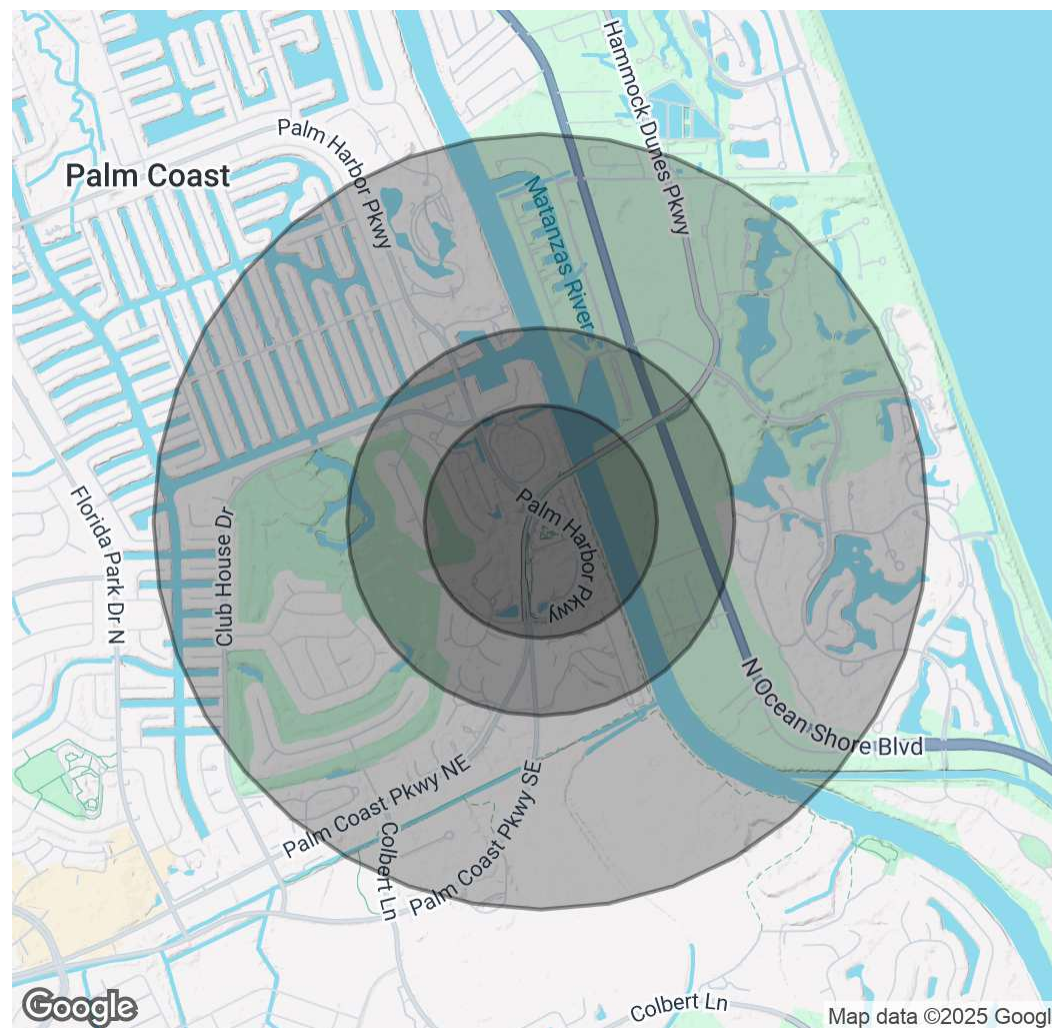 Hammock Dunes Pkwy
Palm Harbor Pkwy
Palm Coast
Matanzas River
Florida Park Dr N
Club House Dr
Palm Harbor Pkwy
N Ocean Shore Blvd
Palm Coast Pkwy NE
Palm Coast Pkwy SE
Colbert Ln
Colbert Ln
Google
Map data ©2025 Googl